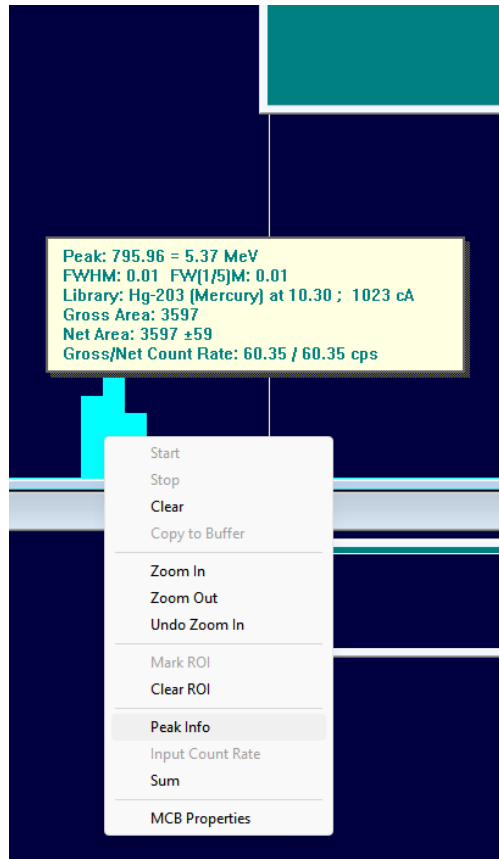 Peak: 795.96 = 5.37 MeV
FWHM: 0.01 FW(1/5)M: 0.01
Library: Hg-203 (Mercury) at 10.30 ; 1023 cA
Gross Area: 3597
Net Area: 3597 ±59
Gross/Net Count Rate: 60.35 / 60.35 cps
Start
Stop
Clear
Copy to Buffer
Zoom In
Zoom Out
Undo Zoom In
Mark ROI
Clear ROI
Peak Info
Input Count Rate
Sum
MCB Properties